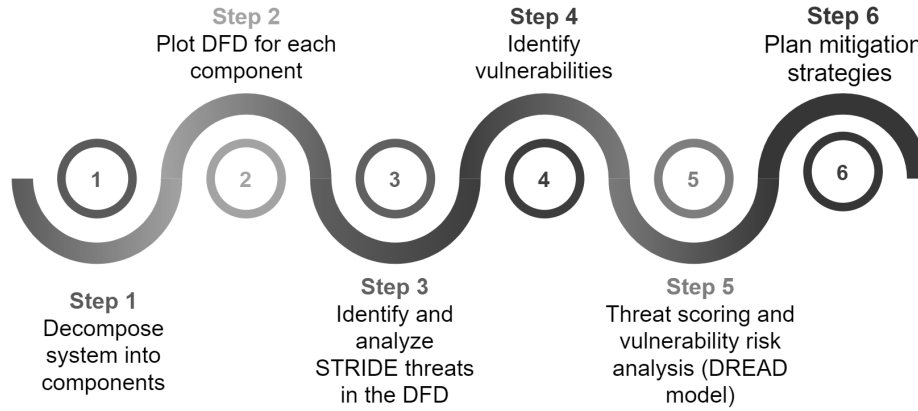 Step 2
Plot DFD for each
component
Step 4
Identify
vulnerabilities
Step 6
Plan mitigation
strategies
1
2
3
4
5
6
Step 1
Decompose
system into
components
Step 3
Identify and
analyze
STRIDE threats
in the DFD
Step 5
Threat scoring and
vulnerability risk
analysis (DREAD
model)